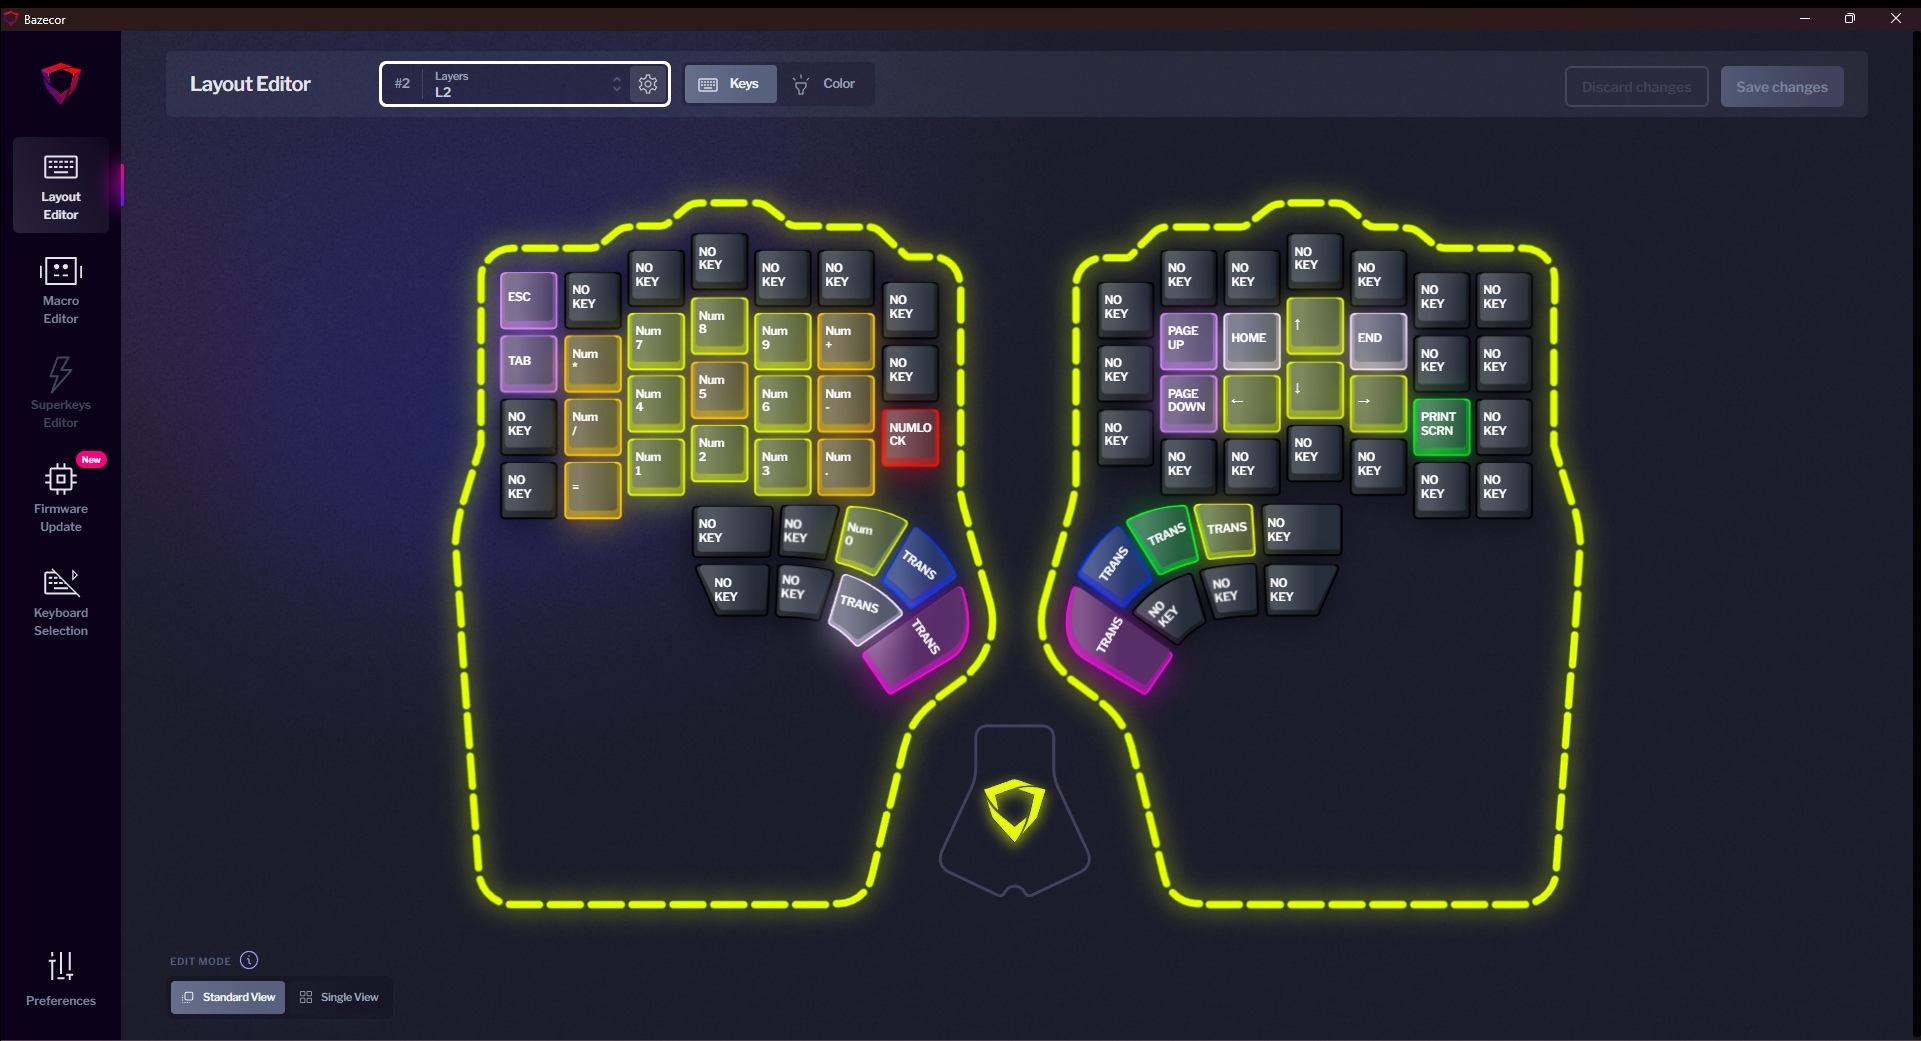 Bazecor
Layout Editor
#2
Layers
L2
Keys
Color
Discard changes
Save changes
Layout
Editor
Macro
Editor
Superkeys
Editor
New
Firmware
Update
Keyboard
Selection
Preferences
ESC
NO
KEY
NO
KEY
NO
KEY
NO
KEY
NO
KEY
NO
KEY
TAB
Num
*
Num
7
Num
8
Num
9
Num
+
NO
KEY
NO
KEY
Num
/
Num
4
Num
5
Num
6
Num
-
NUMLO
CK
NO
KEY
=
Num
1
Num
2
Num
3
Num
.
NO
KEY
NO
KEY
Num
0
TRANS
NO
KEY
NO
KEY
TRANS
TRANS
NO
KEY
NO
KEY
NO
KEY
NO
KEY
NO
KEY
NO
KEY
NO
KEY
NO
KEY
PAGE
UP
HOME
↑
END
NO
KEY
NO
KEY
NO
KEY
PAGE
DOWN
←
↓
→
PRINT
SCRN
NO
KEY
NO
KEY
NO
KEY
NO
KEY
NO
KEY
NO
KEY
NO
KEY
TRANS
TRANS
TRANS
NO
KEY
TRANS
NO
KEY
NO
KEY
NO
KEY
EDIT MODE
Standard View
Single View